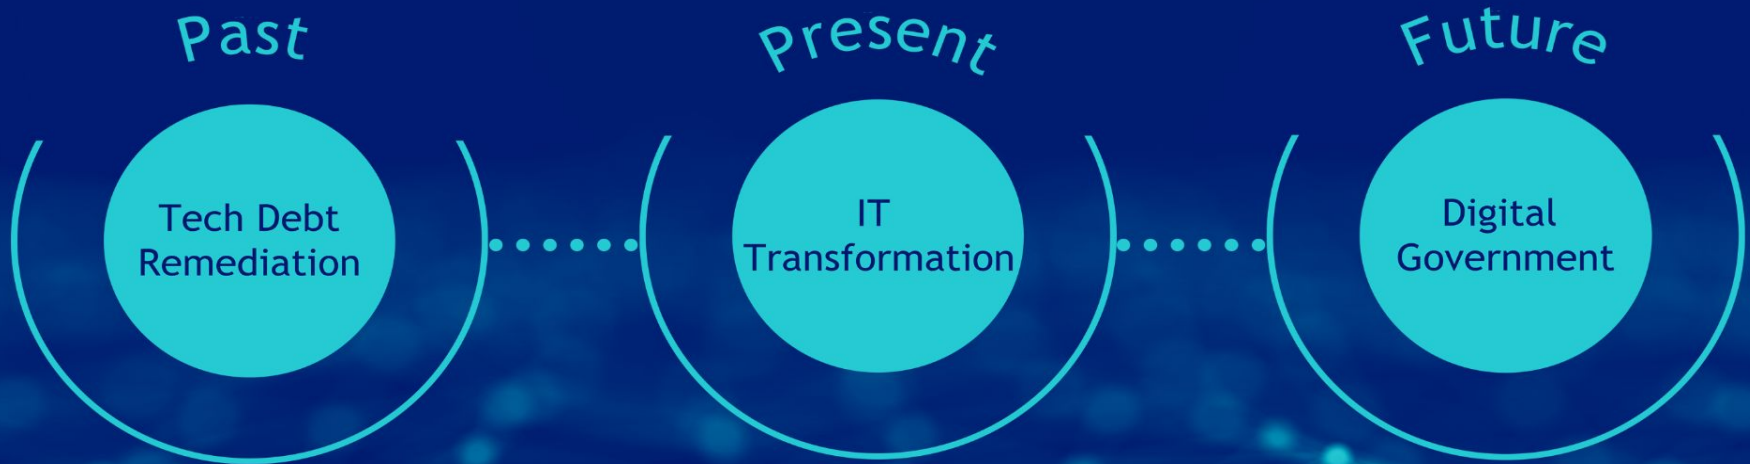 Past
Tech Debt
Remediation
Present
IT
Transformation
Future
Digital
Government